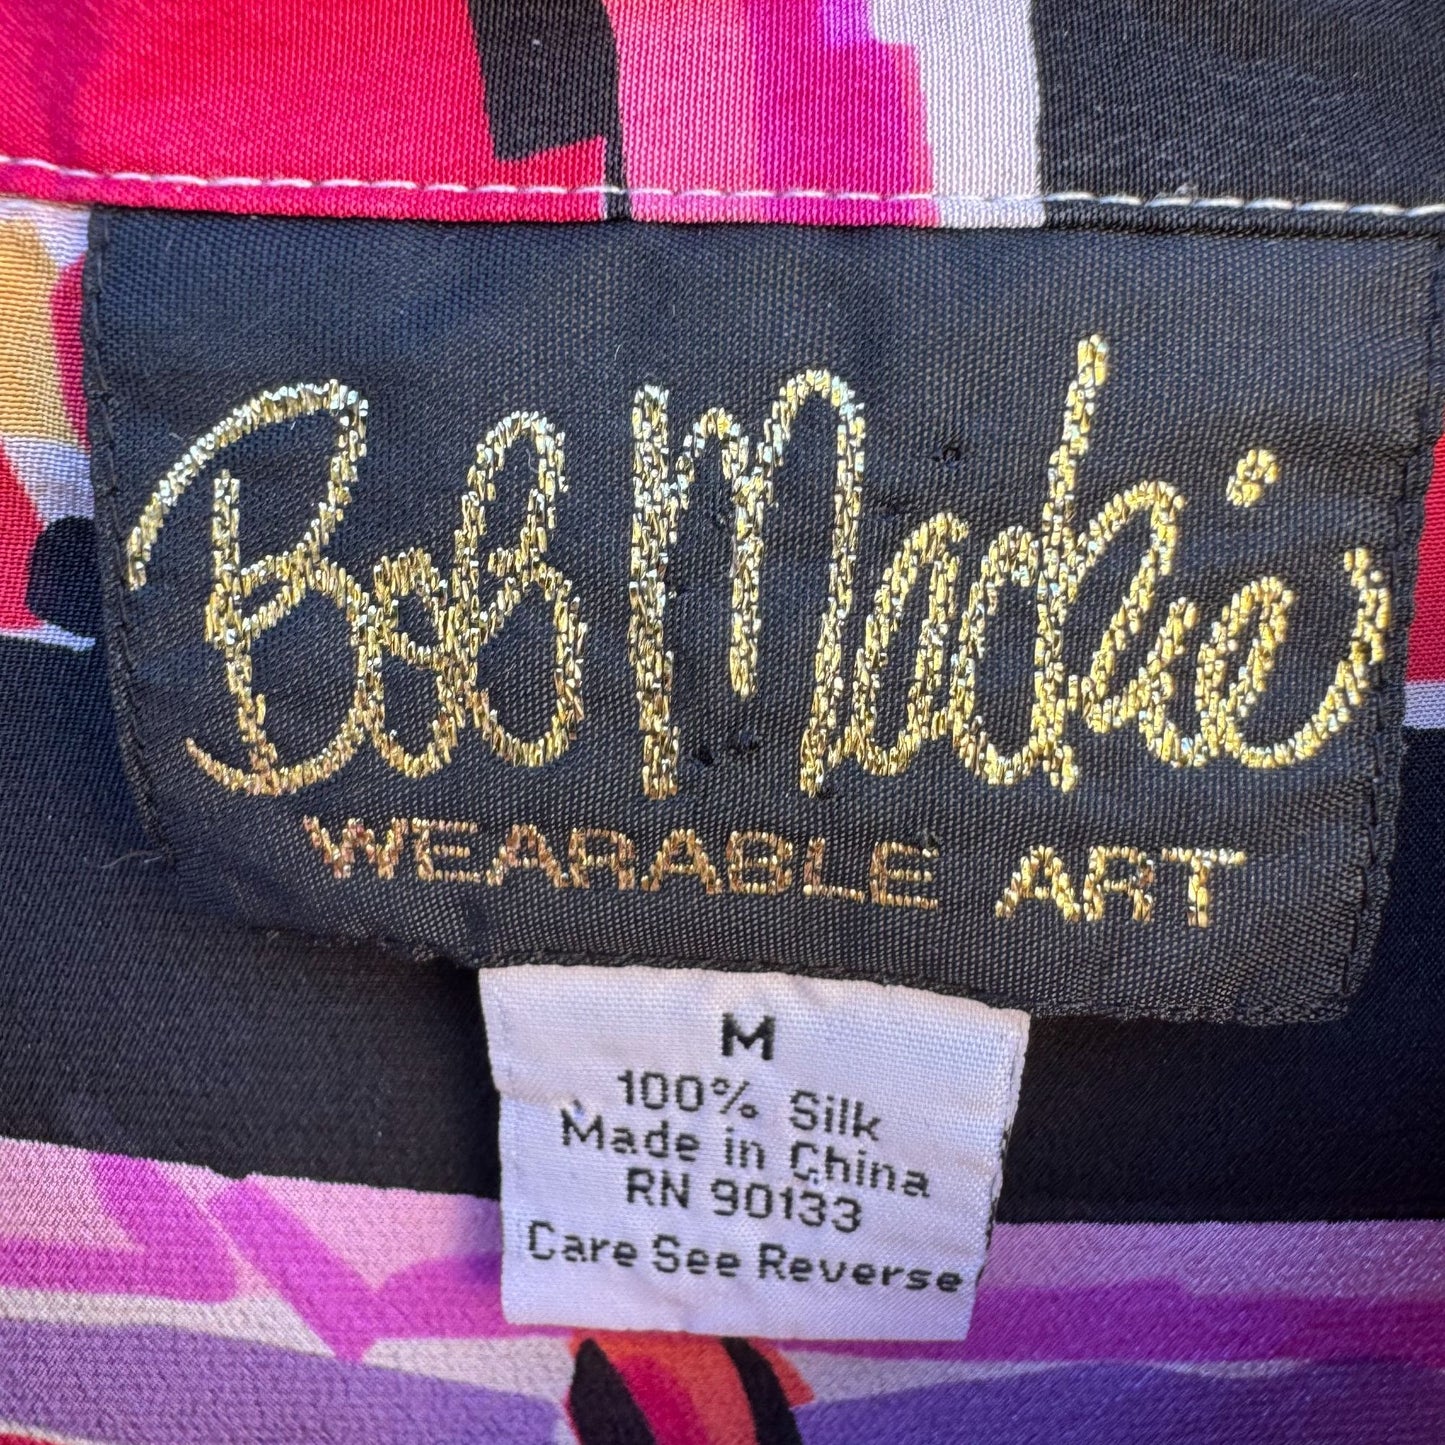 Bob Mackie
WEARABLE ART
M
100% Silk
Made in China
RN 90133
Care See Reverse